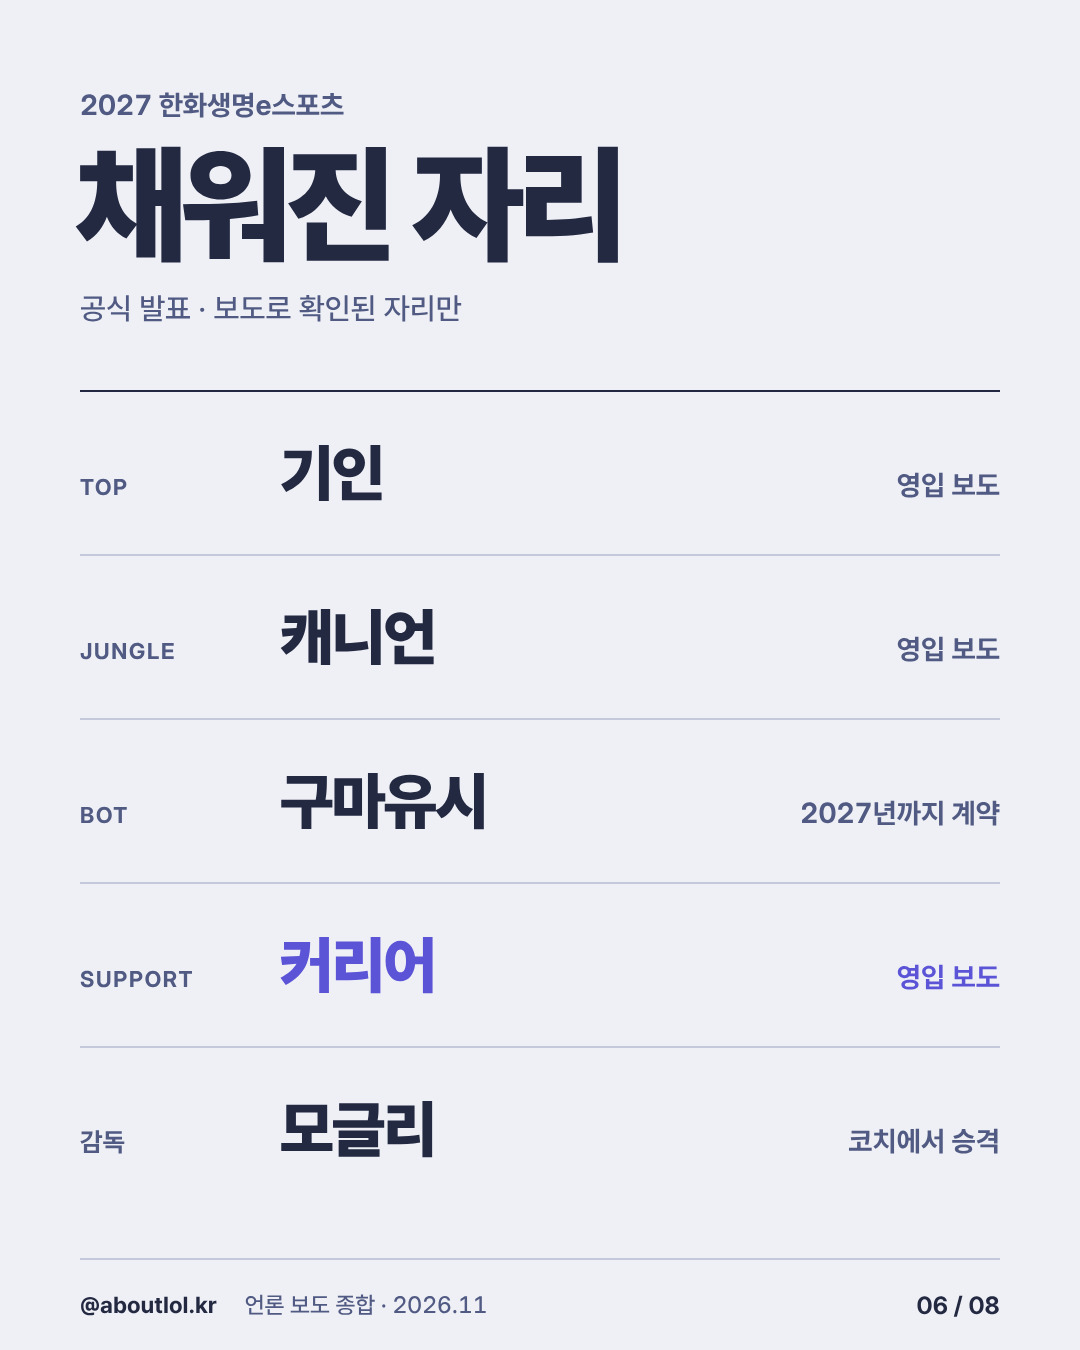 2027 한화생명e스포츠
채워진 자리
공식 발표 · 보도로 확인된 자리만
TOP 기인 영입 보도
JUNGLE 캐니언 영입 보도
BOT 구마유시 2027년까지 계약
SUPPORT 커리어 영입 보도
감독 모글리 코치에서 승격
@aboutlol.kr 언론 보도 종합 · 2026.11 06 / 08